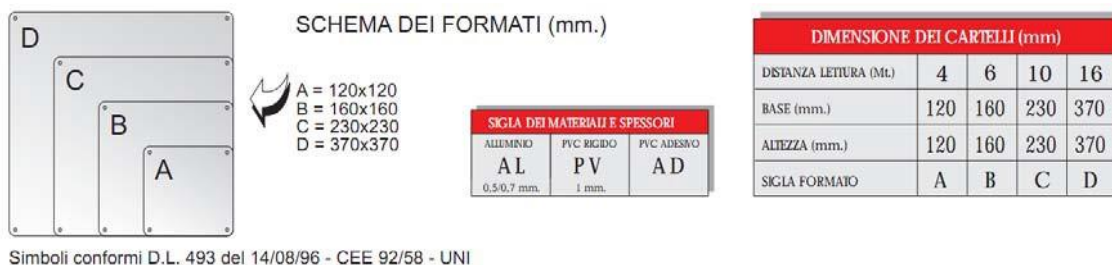 SCHEMA DEI FORMATI (mm.)
D
C
B
A
A = 120x120
B = 160x160
C = 230x230
D = 370x370
SIGLA DEI MATERIALI E SPESSORI
ALLUMINIO PVC RIGIDO PVC ADESIVO
AL PV AD
0,5/0,7 mm. 1 mm.
DIMENSIONE DEI CARTELLI (mm)
DISTANZA LETTURA (Mt.) 4 6 10 16
BASE (mm.) 120 160 230 370
ALTEZZA (mm.) 120 160 230 370
SIGLA FORMATO A B C D
Simboli conformi D.L. 493 del 14/08/96 - CEE 92/58 - UNI